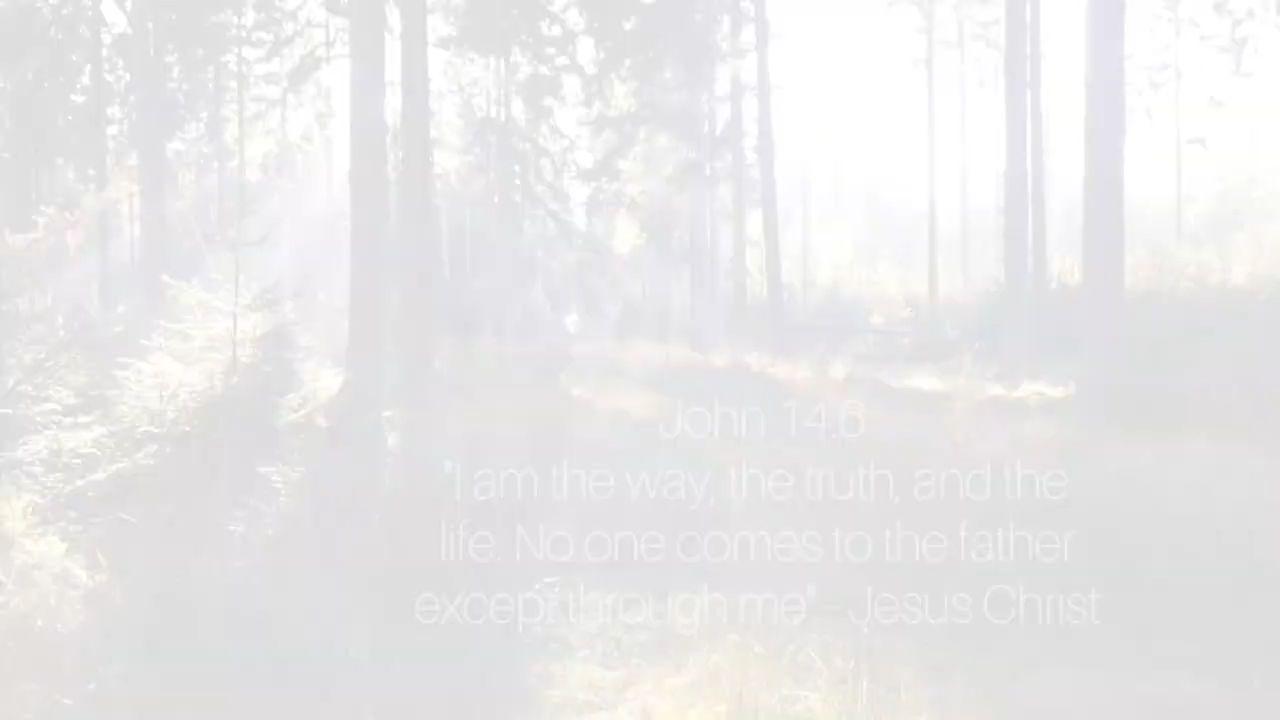 John 14:6
"I am the way, the truth, and the
life. No one comes to the father
except through me" - Jesus Christ